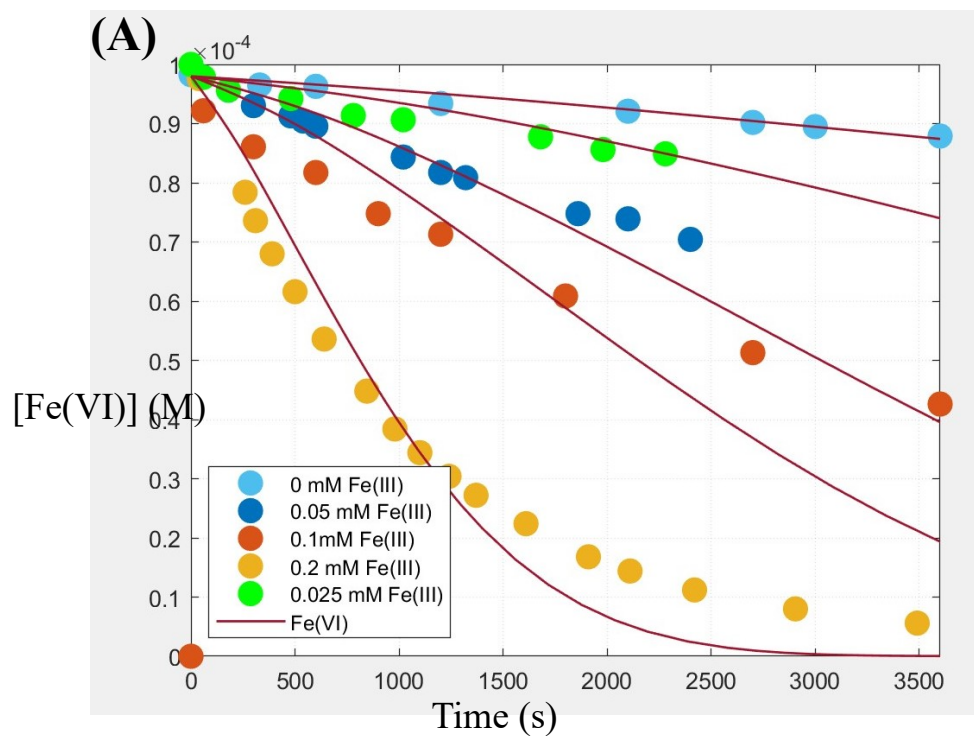 (A)
×10⁻⁴
1
0.9
0.8
0.7
0.6
0.5
[Fe(VI)] (M)
0.4
0.3
0.2
0.1
0
0 mM Fe(III)
0.05 mM Fe(III)
0.1mM Fe(III)
0.2 mM Fe(III)
0.025 mM Fe(III)
Fe(VI)
0 500 1000 1500 2000 2500 3000 3500
Time (s)